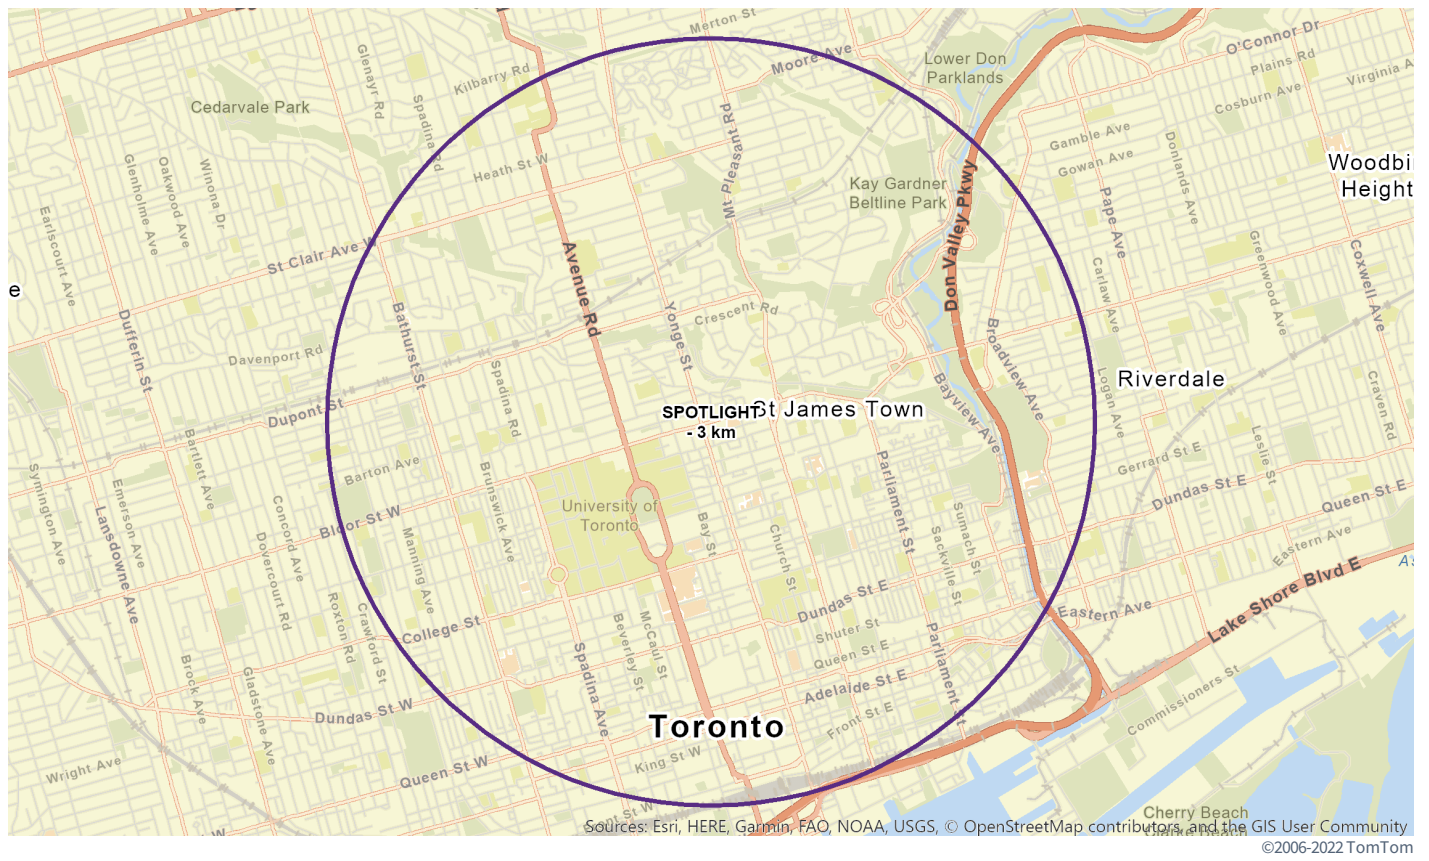 Merton St
Moore Ave
O'Connor Dr
Plains Rd
Virginia A
Cosburn Ave
Lower Don
Parklands
Glenayr Rd
Kilbarry Rd
Spadina Rd
Cedarvale Park
Gamble Ave
Gowan Ave
Donlands Ave
Woodbi
Height
Glenholme Ave
Oakwood Ave
Winona Dr
Heath St W
Mt Pleasant Rd
Kay Gardner
Beltline Park
Don Valley Pkwy
Pape Ave
Earlscourt Ave
St Clair Ave W
Avenue Rd
Carlaw Ave
Greenwood Ave
Coxwell Ave
e
Dufferin St
Bathurst St
Yonge St
Crescent Rd
Broadview Ave
Davenport Rd
Spadina Rd
Bayview Ave
Logan Ave
Riverdale
Craven Rd
Dupont St
SPOTLIGHT
- 3 km
St James Town
Symington Ave
Bartlett Ave
Barton Ave
Brunswick Ave
Parliament St
Gerrard St E
Leslie St
Emerson Ave
Lansdowne Ave
Concord Ave
Bloor St W
University of
Toronto
Bay St
Church St
Sumach St
Sackville St
Dundas St E
Queen St E
Eastern Ave
Dovercourt Rd
Manning Ave
Roxton Rd
Crawford St
College St
Beverley St
McCaul St
Dundas St E
Shuter St
Queen St E
Parliament St
Eastern Ave
Lake Shore Blvd E
As
Brock Ave
Gladstone Ave
Spadina Ave
Adelaide St E
Front St E
Commissioners St
Dundas St W
Toronto
Wright Ave
Queen St W
King St W
Cherry Beach
Clarke Beach
ont St W
W
Sources: Esri, HERE, Garmin, FAO, NOAA, USGS, © OpenStreetMap contributors, and the GIS User Community
©2006-2022 TomTom